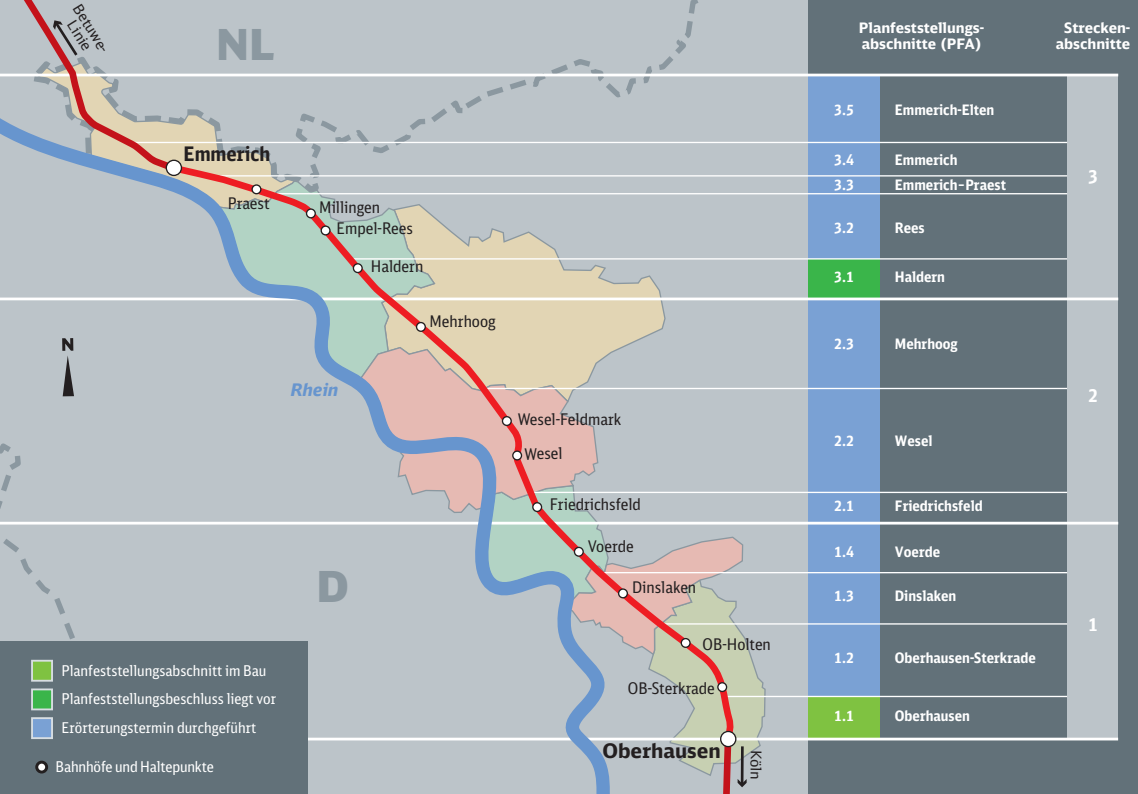 Betuwe-
Linie
NL
Emmerich
Praest
Millingen
Empel-Rees
Haldern
Mehrhoog
N
Rhein
Wesel-Feldmark
Wesel
Friedrichsfeld
Voerde
D
Dinslaken
OB-Holten
OB-Sterkrade
Oberhausen
Köln
Planfeststellungs-
abschnitte (PFA)
Strecken-
abschnitte
3.5 Emmerich-Elten
3.4 Emmerich
3.3 Emmerich-Praest
3.2 Rees
3.1 Haldern
3
2.3 Mehrhoog
2.2 Wesel
2.1 Friedrichsfeld
2
1.4 Voerde
1.3 Dinslaken
1.2 Oberhausen-Sterkrade
1.1 Oberhausen
1
Planfeststellungsabschnitt im Bau
Planfeststellungsbeschluss liegt vor
Erörterungstermin durchgeführt
Bahnhöfe und Haltepunkte